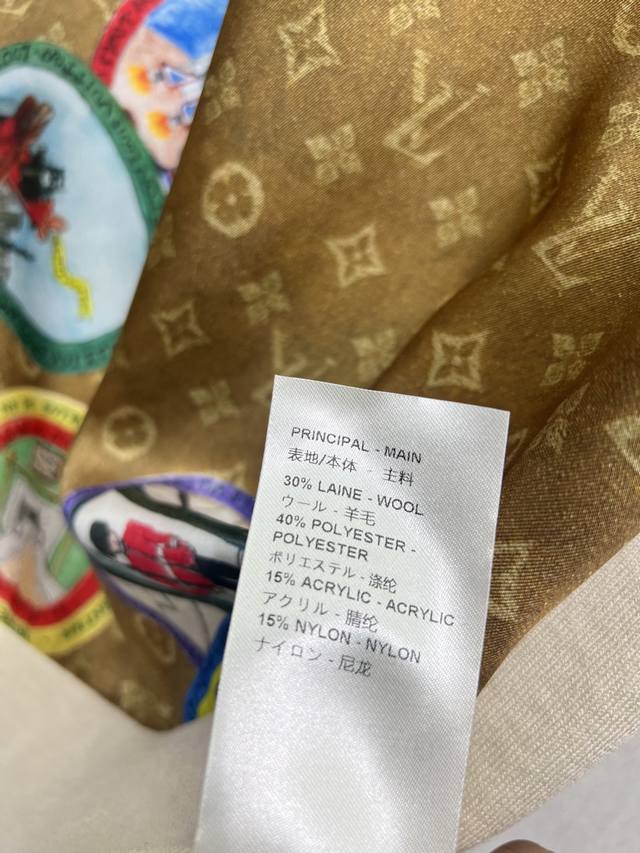 PRINCIPAL - MAIN
表地/本体 - 主料
30% LAINE - WOOL
ウール - 羊毛
40% POLYESTER -
POLYESTER
ポリエステル - 涤纶
15% ACRYLIC - ACRYLIC
アクリル - 腈纶
15% NYLON - NYLON
ナイロン - 尼龙